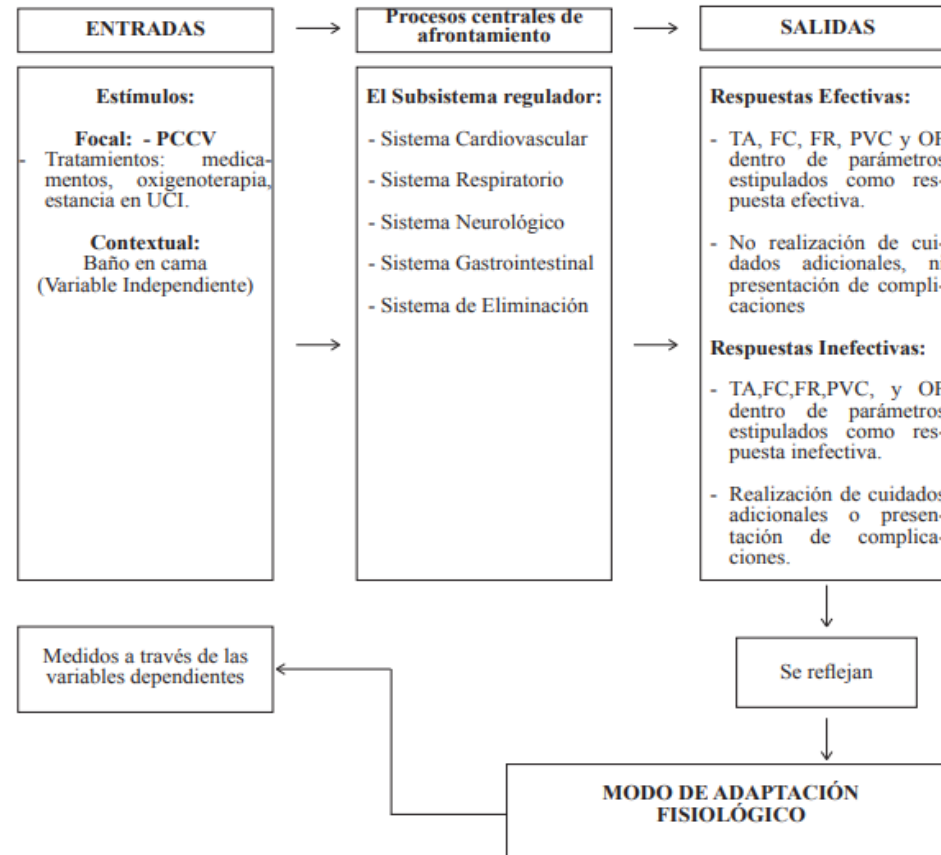 ENTRADAS
Procesos centrales de
afrontamiento
SALIDAS
Estímulos:
Focal: - PCCV
- Tratamientos: medica-
mentos, oxigenoterapia,
estancia en UCI.
Contextual:
Baño en cama
(Variable Independiente)
El Subsistema regulador:
- Sistema Cardiovascular
- Sistema Respiratorio
- Sistema Neurológico
- Sistema Gastrointestinal
- Sistema de Eliminación
Respuestas Efectivas:
- TA, FC, FR, PVC y
dentro de parámetros
estipulados como res-
puesta efectiva.
- No realización de cui-
dados adicionales, ni
presentación de compli-
caciones
Respuestas Inefectivas:
- TA,FC,FR,PVC, y
dentro de parámetros
estipulados como res-
puesta inefectiva.
- Realización de cuidados
adicionales o presen-
tación de complica-
ciones.
Medidos a través de las
variables dependientes
Se reflejan
MODO DE ADAPTACIÓN
FISIOLÓGICO